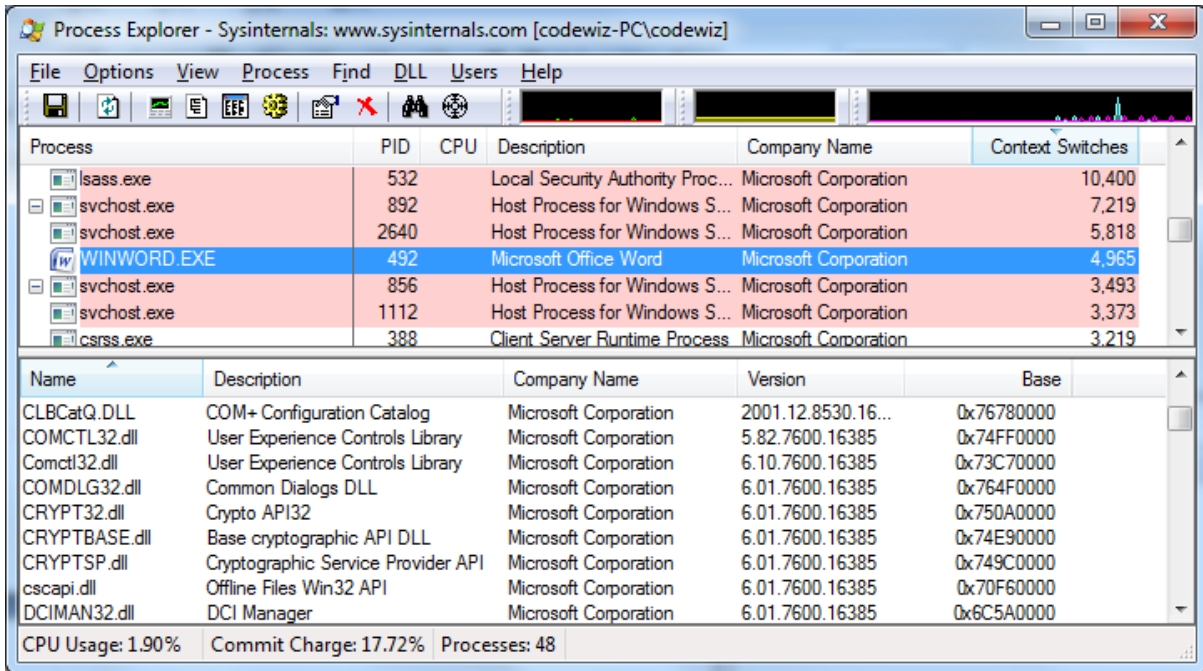 Process Explorer - Sysinternals: www.sysinternals.com [codewiz-PC\codewiz]
File Options View Process Find DLL Users Help
Process PID CPU Description Company Name Context Switches
lsass.exe 532 Local Security Authority Proc... Microsoft Corporation 10,400
svchost.exe 892 Host Process for Windows S... Microsoft Corporation 7,219
svchost.exe 2640 Host Process for Windows S... Microsoft Corporation 5,818
WINWORD.EXE 492 Microsoft Office Word Microsoft Corporation 4,965
svchost.exe 856 Host Process for Windows S... Microsoft Corporation 3,493
svchost.exe 1112 Host Process for Windows S... Microsoft Corporation 3,373
csrss.exe 388 Client Server Runtime Process Microsoft Corporation 3,219
Name Description Company Name Version Base
CLBCatQ.DLL COM+ Configuration Catalog Microsoft Corporation 2001.12.8530.16... 0x76780000
COMCTL32.dll User Experience Controls Library Microsoft Corporation 5.82.7600.16385 0x74FF0000
Comctl32.dll User Experience Controls Library Microsoft Corporation 6.10.7600.16385 0x73C70000
COMDLG32.dll Common Dialogs DLL Microsoft Corporation 6.01.7600.16385 0x764F0000
CRYPT32.dll Crypto API32 Microsoft Corporation 6.01.7600.16385 0x750A0000
CRYPTBASE.dll Base cryptographic API DLL Microsoft Corporation 6.01.7600.16385 0x74E90000
CRYPTSP.dll Cryptographic Service Provider API Microsoft Corporation 6.01.7600.16385 0x749C0000
cscapi.dll Offline Files Win32 API Microsoft Corporation 6.01.7600.16385 0x70F60000
DCIMAN32.dll DCI Manager Microsoft Corporation 6.01.7600.16385 0x6C5A0000
CPU Usage: 1.90% Commit Charge: 17.72% Processes: 48